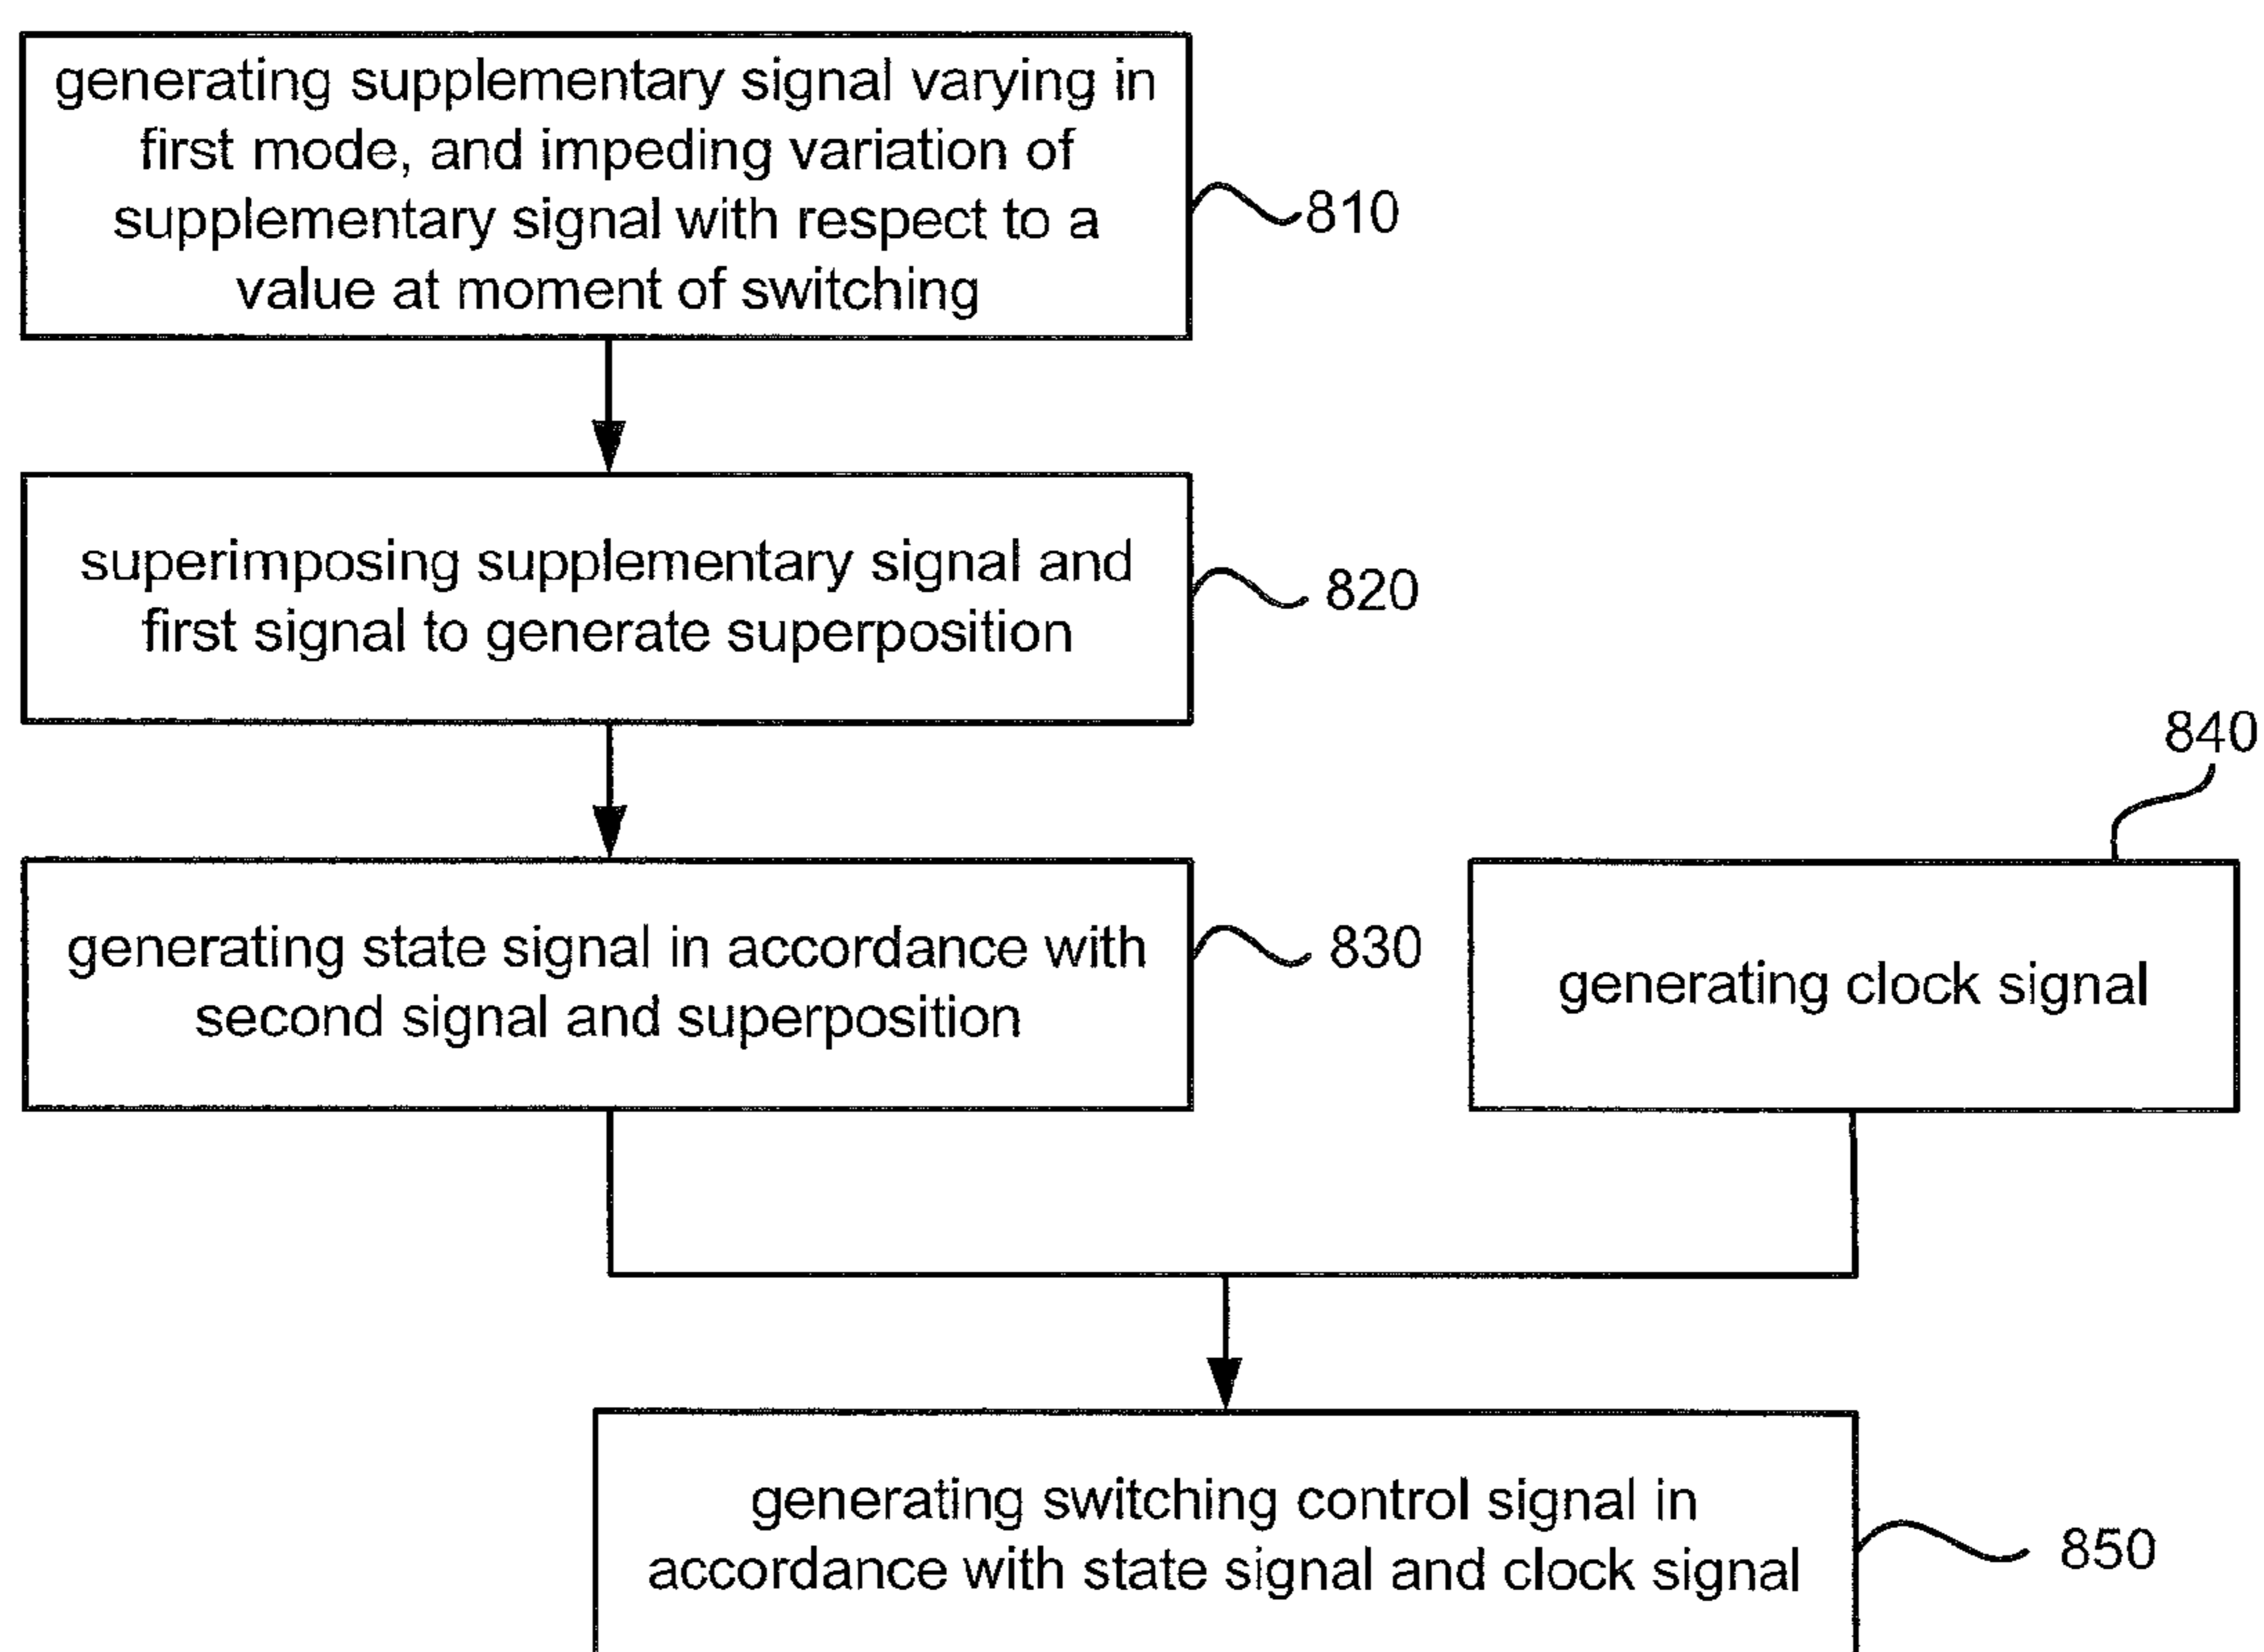 generating supplementary signal varying in
first mode, and impeding variation of
supplementary signal with respect to a
value at moment of switching
810
superimposing supplementary signal and
first signal to generate superposition
820
840
generating state signal in accordance with
second signal and superposition
830
generating clock signal
generating switching control signal in
accordance with state signal and clock signal
850